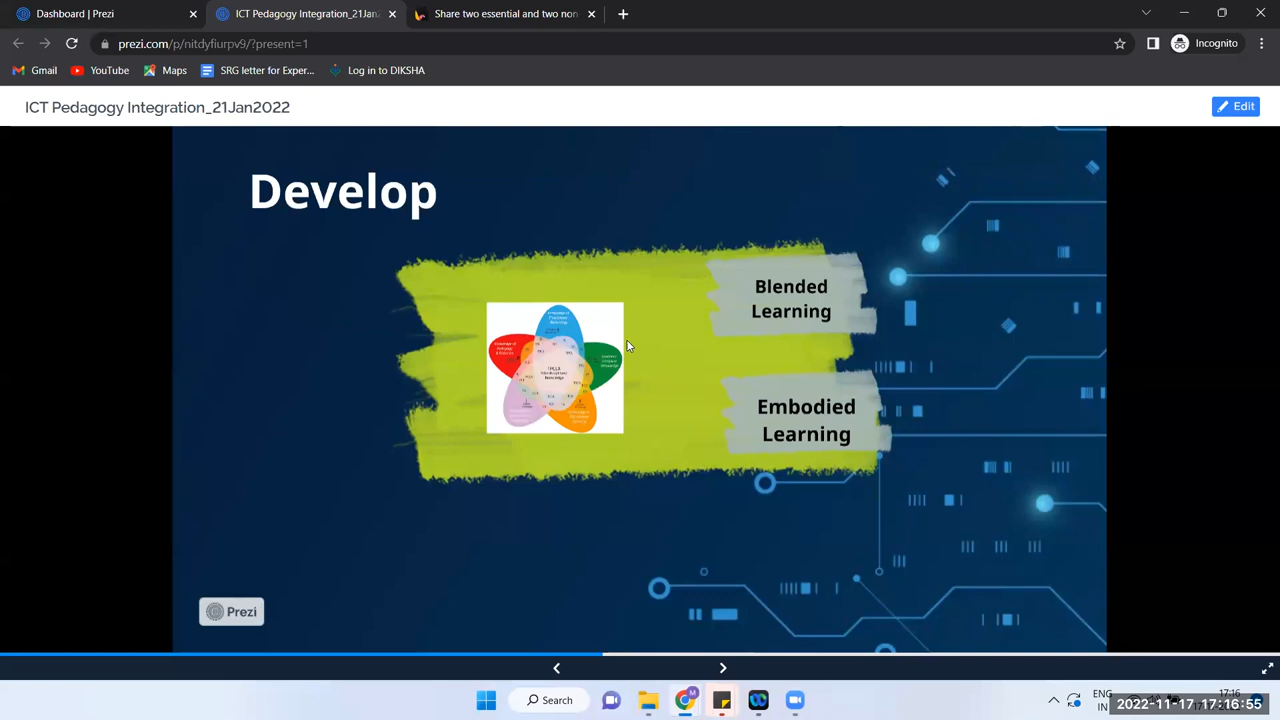 Dashboard | Prezi
ICT Pedagogy Integration_21Jan
Share two essential and two non
prezi.com/p/nitdyfiurpv9/?present=1
Incognito
Gmail
YouTube
Maps
SRG letter for Exper...
Log in to DIKSHA
ICT Pedagogy Integration_21Jan2022
Edit
Develop
Blended
Learning
Embodied
Learning
Prezi
Search
ENG
IN
17:16
2022-11-17 17:16:55